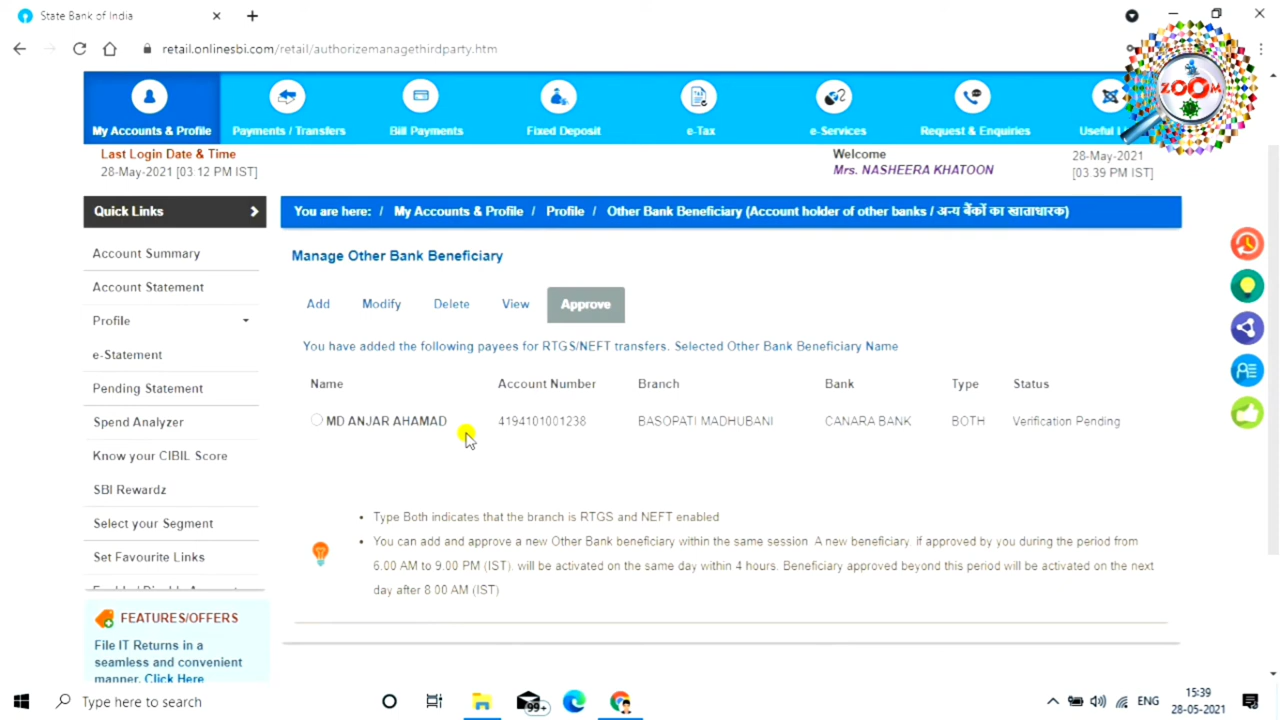 State Bank of India
retail.onlinesbi.com/retail/authorizemanagethirdparty.htm
ZOOM
My Accounts & Profile
Payments / Transfers
Bill Payments
Fixed Deposit
e-Tax
e-Services
Request & Enquiries
Useful
Last Login Date & Time
28-May-2021 [03:12 PM IST]
Welcome
Mrs. NASHEERA KHATOON
28-May-2021
[03:39 PM IST]
Quick Links
You are here: / My Accounts & Profile / Profile / Other Bank Beneficiary (Account holder of other banks / अन्य बैंकों का खाताधारक)
Account Summary
Account Statement
Profile
e-Statement
Pending Statement
Spend Analyzer
Know your CIBIL Score
SBI Rewardz
Select your Segment
Set Favourite Links
Manage Other Bank Beneficiary
Add Modify Delete View Approve
You have added the following payees for RTGS/NEFT transfers. Selected Other Bank Beneficiary Name
Name Account Number Branch Bank Type Status
MD ANJAR AHAMAD 4194101001238 BASOPATI MADHUBANI CANARA BANK BOTH Verification Pending
Type Both indicates that the branch is RTGS and NEFT enabled
You can add and approve a new Other Bank beneficiary within the same session. A new beneficiary, if approved by you during the period from
6.00 AM to 9.00 PM (IST), will be activated on the same day within 4 hours. Beneficiary approved beyond this period will be activated on the next
day after 8.00 AM (IST)
FEATURES/OFFERS
File IT Returns in a
seamless and convenient
manner. Click Here
Type here to search
99+
ENG
15:39
28-05-2021